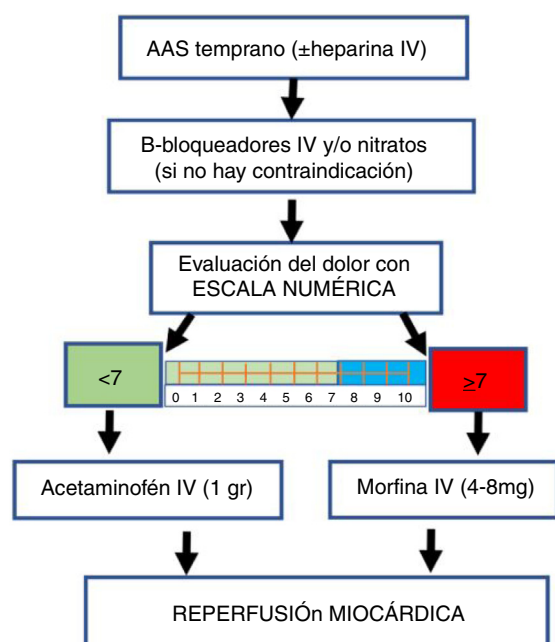 AAS temprano (±heparina IV)
B-bloqueadores IV y/o nitratos
(si no hay contraindicación)
Evaluación del dolor con
ESCALA NUMÉRICA
<7
≥7
0 1 2 3 4 5 6 7 8 9 10
Acetaminofén IV (1 gr)
Morfina IV (4-8mg)
REPERFUSIÓn MIOCÁRDICA